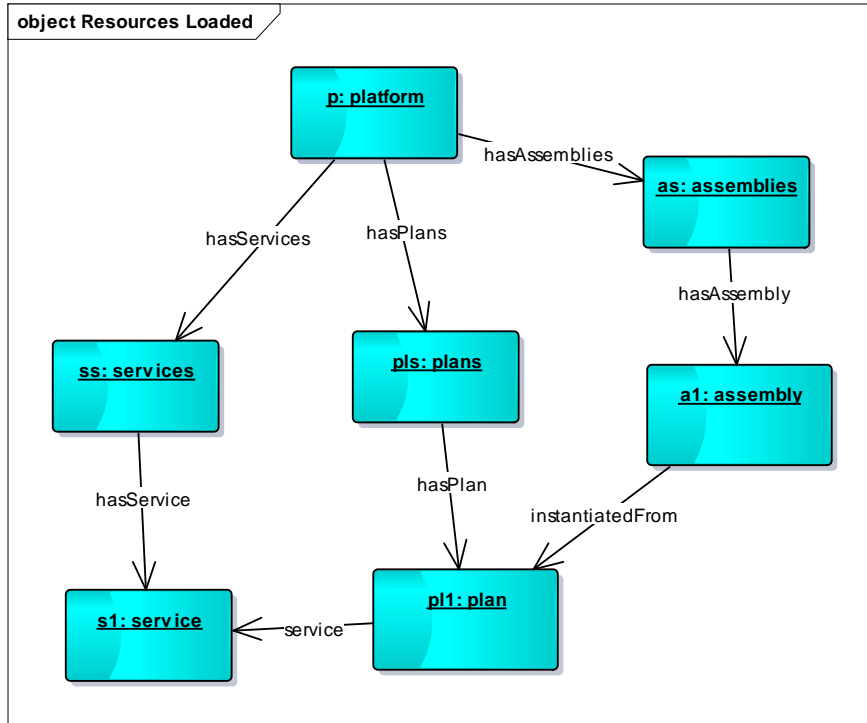 object Resources Loaded
p: platform
hasAssemblies
as: assemblies
hasServices
hasPlans
hasAssembly
ss: services
pls: plans
a1: assembly
hasService
hasPlan
instantiatedFrom
s1: service
service
pl1: plan